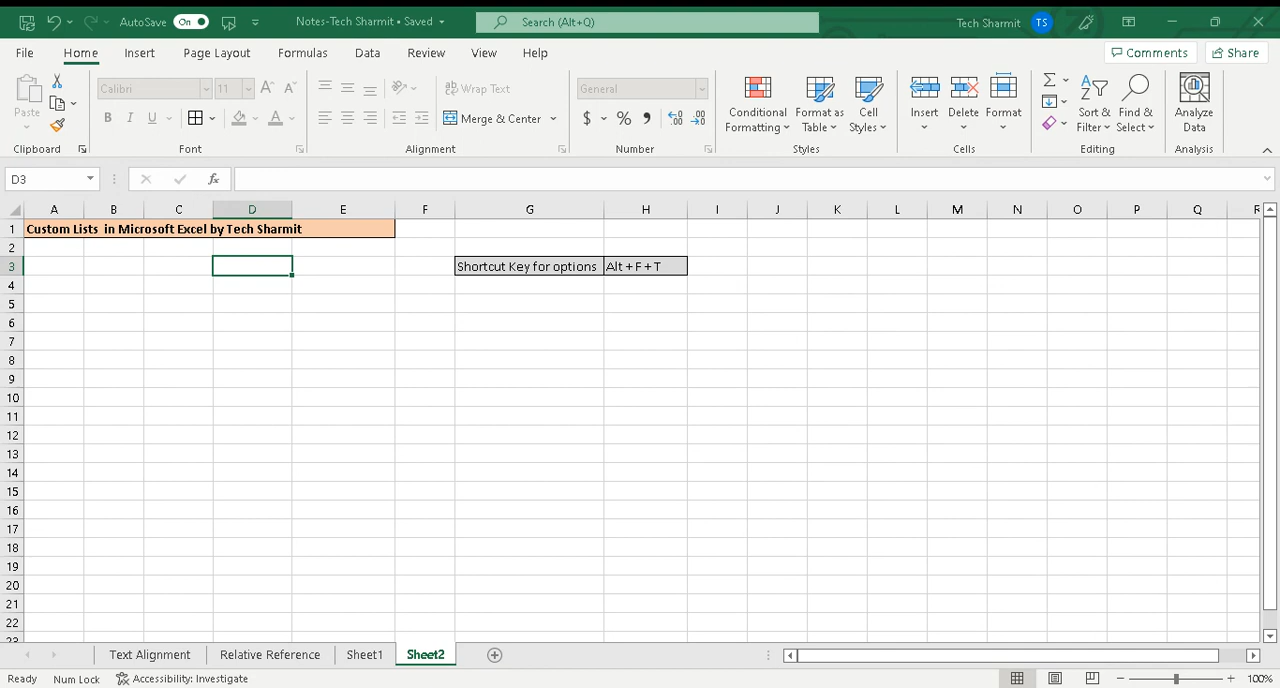 AutoSave On Notes-Tech Sharmit • Saved Search (Alt+Q) Tech Sharmit TS
File Home Insert Page Layout Formulas Data Review View Help Comments Share
Paste
Calibri 11
B I U
Wrap Text
Merge & Center
General
$ % ,
Conditional Formatting
Format as Table
Cell Styles
Insert Delete Format
Sort & Filter
Find & Select
Analyze Data
Clipboard Font Alignment Number Styles Cells Editing Analysis
D3 fx
A B C D E F G H I J K L M N O P Q R
1 Custom Lists in Microsoft Excel by Tech Sharmit
2
3 Shortcut Key for options Alt + F + T
4
5
6
7
8
9
10
11
12
13
14
15
16
17
18
19
20
21
22
23
Text Alignment Relative Reference Sheet1 Sheet2
Ready Num Lock Accessibility: Investigate 100%